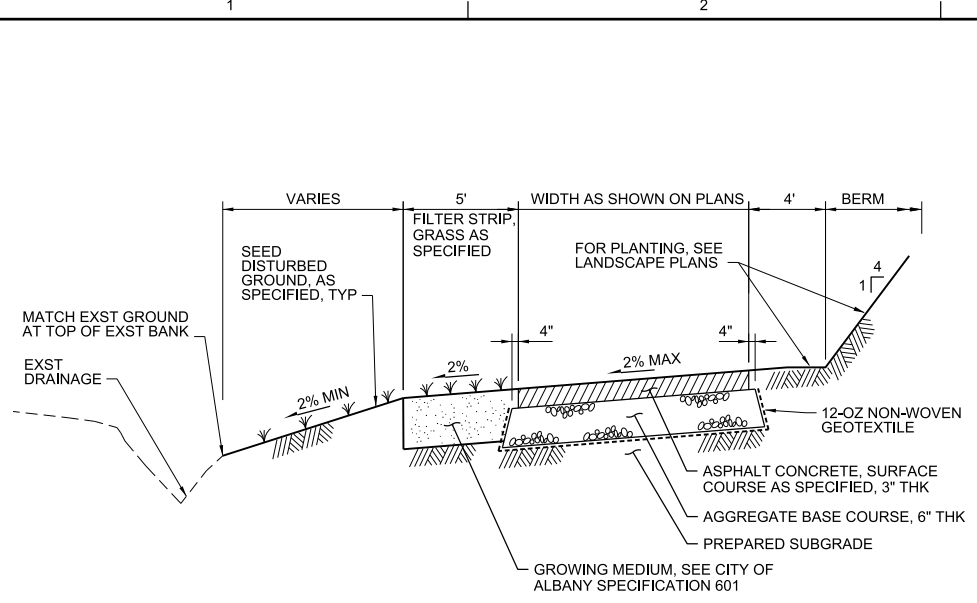 1
2
VARIES
5'
WIDTH AS SHOWN ON PLANS
4'
BERM
FILTER STRIP,
GRASS AS
SPECIFIED
SEED
DISTURBED
GROUND, AS
SPECIFIED, TYP
FOR PLANTING, SEE
LANDSCAPE PLANS
4
1
MATCH EXST GROUND
AT TOP OF EXST BANK
4"
4"
EXST
DRAINAGE
2% MIN
2%
2% MAX
12-OZ NON-WOVEN
GEOTEXTILE
ASPHALT CONCRETE, SURFACE
COURSE AS SPECIFIED, 3" THK
AGGREGATE BASE COURSE, 6" THK
PREPARED SUBGRADE
GROWING MEDIUM, SEE CITY OF
ALBANY SPECIFICATION 601